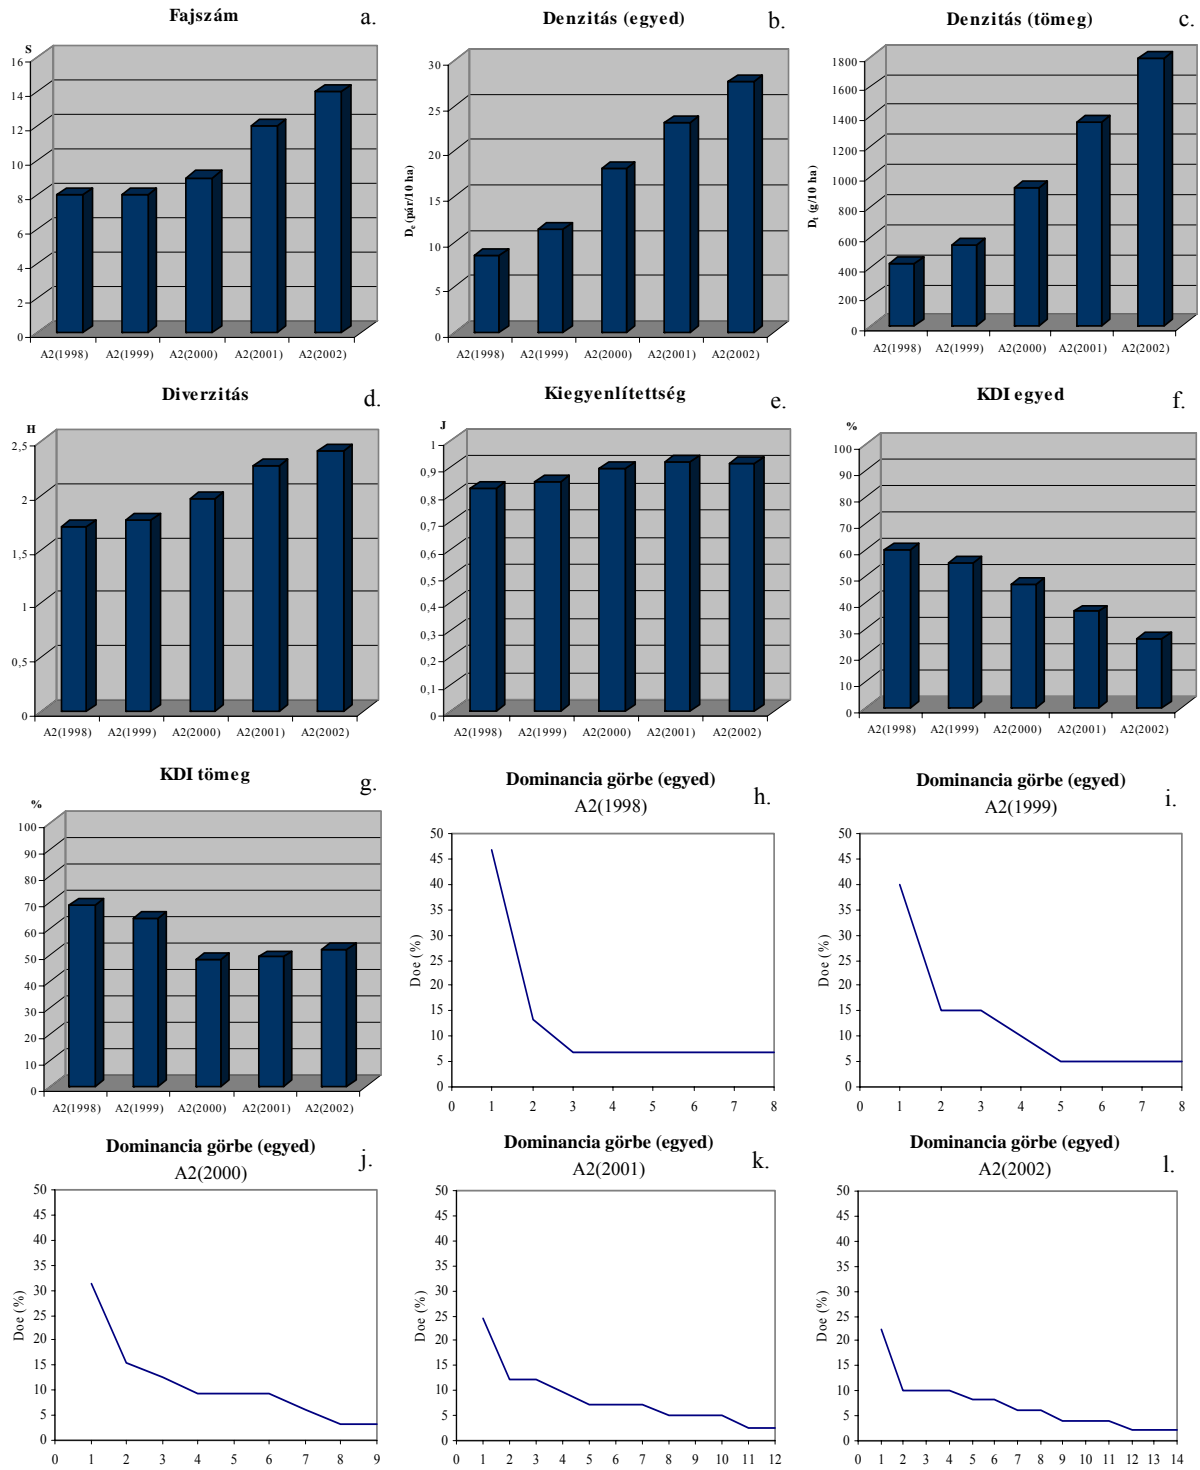 Fajszám
a.
S
16
14
12
10
8
6
4
2
0
A2(1998) A2(1999) A2(2000) A2(2001) A2(2002)
Denzitás (egyed)
b.
Dₑ (pár/10 ha)
30
25
20
15
10
5
0
A2(1998) A2(1999) A2(2000) A2(2001) A2(2002)
Denzitás (tömeg)
c.
Dₜ (g/10 ha)
1800
1600
1400
1200
1000
800
600
400
200
0
A2(1998) A2(1999) A2(2000) A2(2001) A2(2002)
Diverzitás
d.
H
2,5
2
1,5
1
0,5
0
A2(1998) A2(1999) A2(2000) A2(2001) A2(2002)
Kiegyenlítettség
e.
J
1
0,9
0,8
0,7
0,6
0,5
0,4
0,3
0,2
0,1
0
A2(1998) A2(1999) A2(2000) A2(2001) A2(2002)
KDI egyed
f.
%
100
90
80
70
60
50
40
30
20
10
0
A2(1998) A2(1999) A2(2000) A2(2001) A2(2002)
KDI tömeg
g.
%
100
90
80
70
60
50
40
30
20
10
0
A2(1998) A2(1999) A2(2000) A2(2001) A2(2002)
Dominancia görbe (egyed)
A2(1998)
h.
Doe (%)
50
45
40
35
30
25
20
15
10
5
0
0 1 2 3 4 5 6 7 8
Dominancia görbe (egyed)
A2(1999)
i.
Doe (%)
50
45
40
35
30
25
20
15
10
5
0
0 1 2 3 4 5 6 7 8
Dominancia görbe (egyed)
A2(2000)
j.
Doe (%)
50
45
40
35
30
25
20
15
10
5
0
0 1 2 3 4 5 6 7 8 9
Dominancia görbe (egyed)
A2(2001)
k.
Doe (%)
50
45
40
35
30
25
20
15
10
5
0
0 1 2 3 4 5 6 7 8 9 10 11 12
Dominancia görbe (egyed)
A2(2002)
l.
Doe (%)
50
45
40
35
30
25
20
15
10
5
0
0 1 2 3 4 5 6 7 8 9 10 11 12 13 14